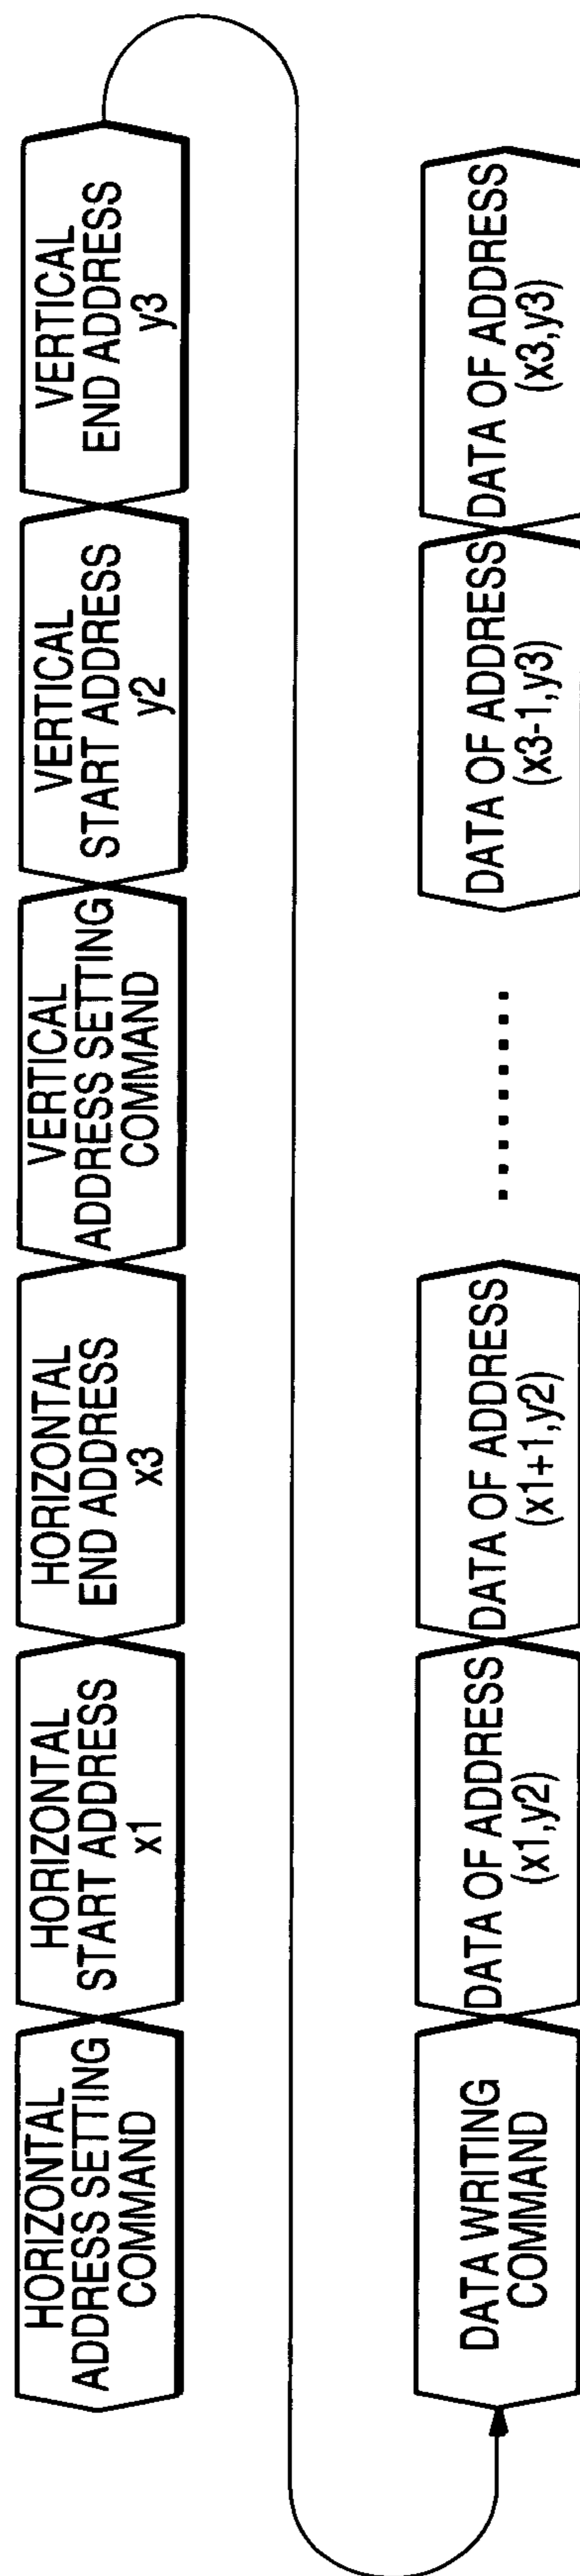 HORIZONTAL
ADDRESS SETTING
COMMAND
HORIZONTAL
START ADDRESS
x1
HORIZONTAL
END ADDRESS
x3
VERTICAL
ADDRESS SETTING
COMMAND
VERTICAL
START ADDRESS
y2
VERTICAL
END ADDRESS
y3
DATA WRITING
COMMAND
DATA OF ADDRESS
(x1,y2)
DATA OF ADDRESS
(x1+1,y2)
.........
DATA OF ADDRESS
(x3-1,y3)
DATA OF ADDRESS
(x3,y3)